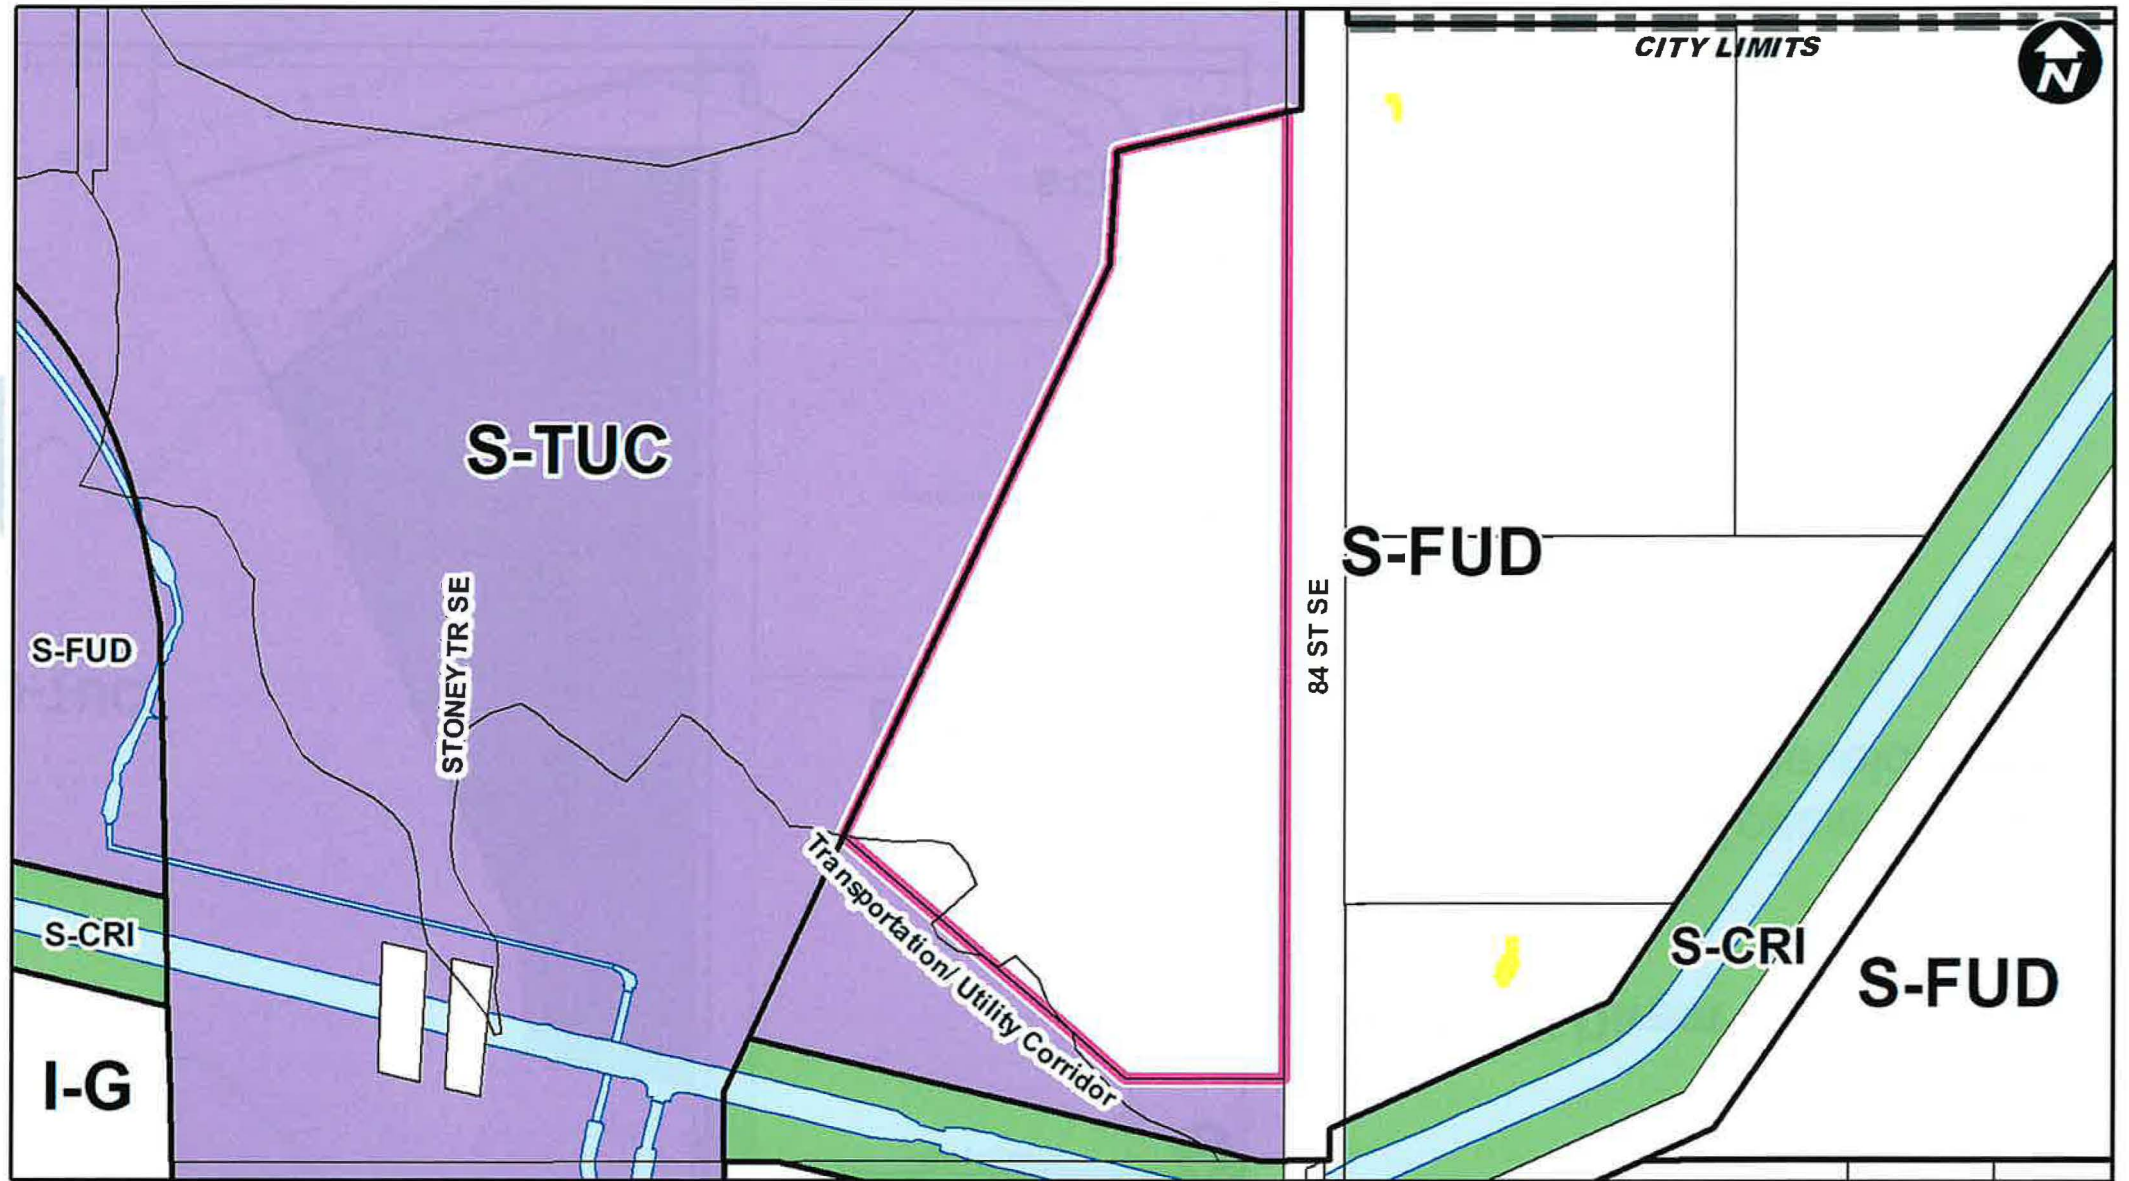 CITY LIMITS
N
S-TUC
S-FUD
STONEY TR SE
84 ST SE
S-FUD
Transportation/ Utility Corridor
S-CRI
S-CRI
S-FUD
I-G